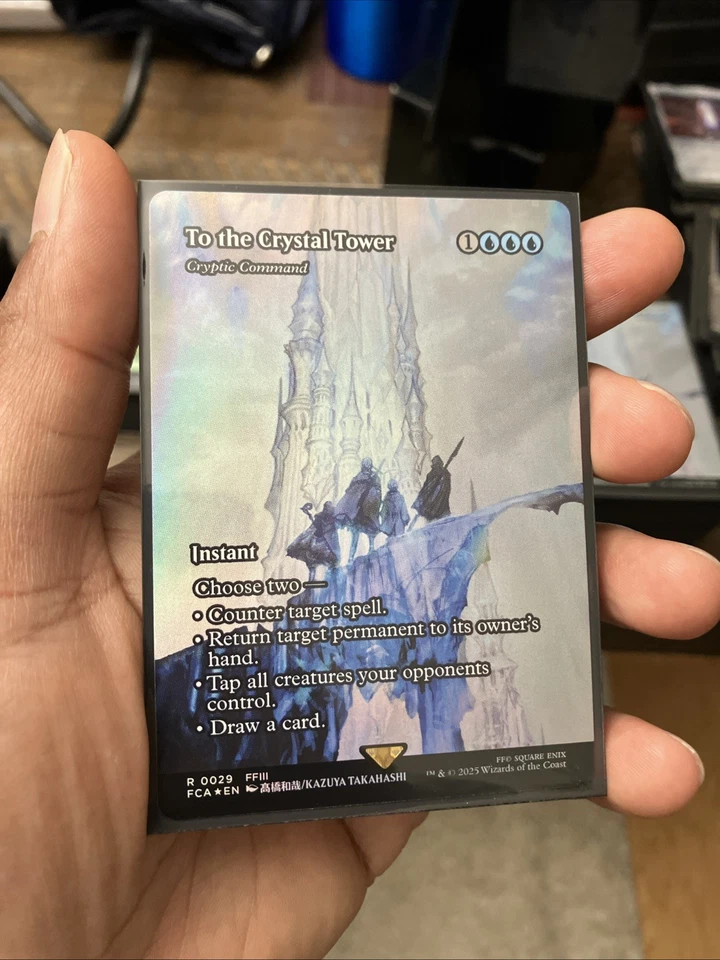 To the Crystal Tower 1
Cryptic Command
Instant
Choose two —
• Counter target spell.
• Return target permanent to its owner's
hand.
• Tap all creatures your opponents
control.
• Draw a card.
R 0029 FFIII
FCA★EN 高橋和哉/KAZUYA TAKAHASHI
FF© SQUARE ENIX
™ & © 2025 Wizards of the Coast